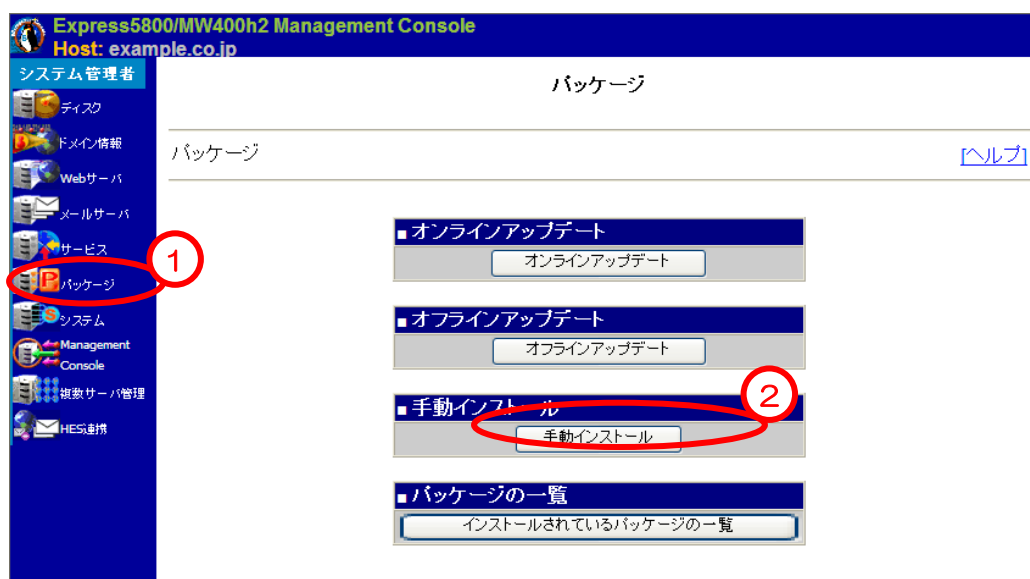 Express5800/MW400h2 Management Console
Host: example.co.jp
システム管理者
ディスク
ドメイン情報
Webサーバ
メールサーバ
サービス
パッケージ
システム
Management
Console
複数サーバ管理
HES連携
パッケージ
パッケージ
[ヘルプ]
■オンラインアップデート
オンラインアップデート
■オフラインアップデート
オフラインアップデート
■手動インストール
手動インストール
■パッケージの一覧
インストールされているパッケージの一覧
1
2